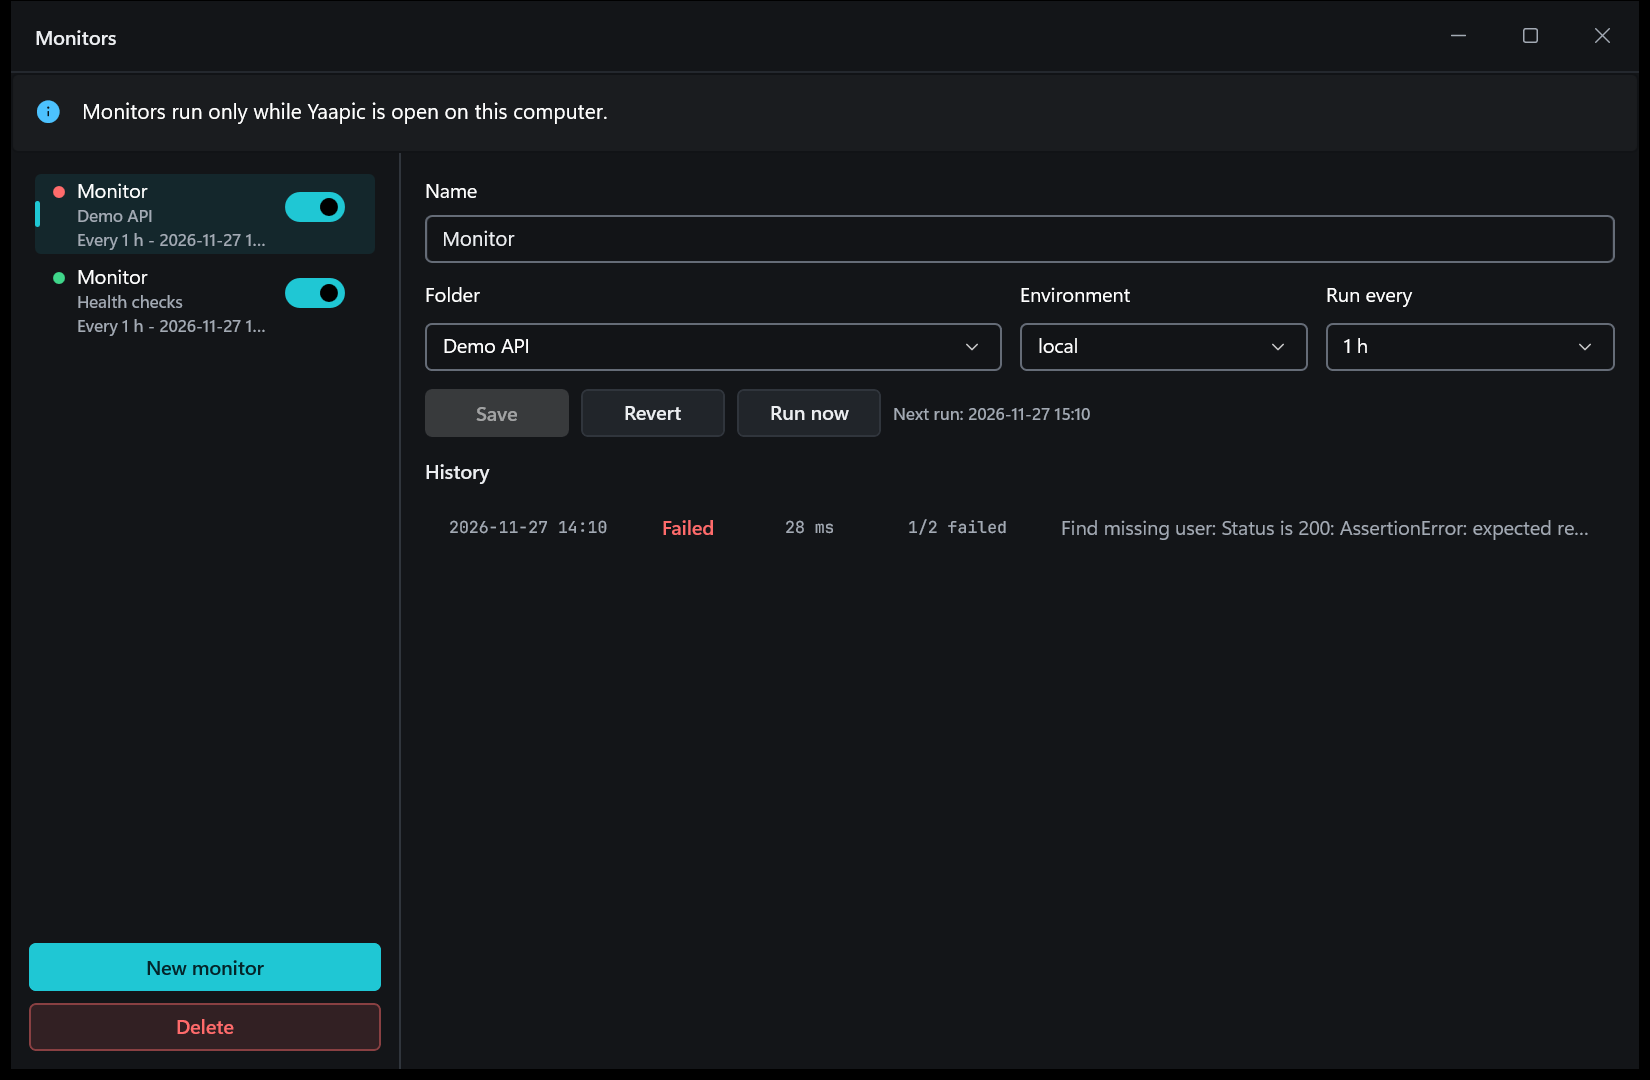 Monitors
Monitors run only while Yaapic is open on this computer.
Monitor
Demo API
Every 1 h - 2026-11-27 1...
Monitor
Health checks
Every 1 h - 2026-11-27 1...
New monitor
Delete
Name
Monitor
Folder Environment Run every
Demo API local 1 h
Save Revert Run now Next run: 2026-11-27 15:10
History
2026-11-27 14:10 Failed 28 ms 1/2 failed Find missing user: Status is 200: AssertionError: expected re...